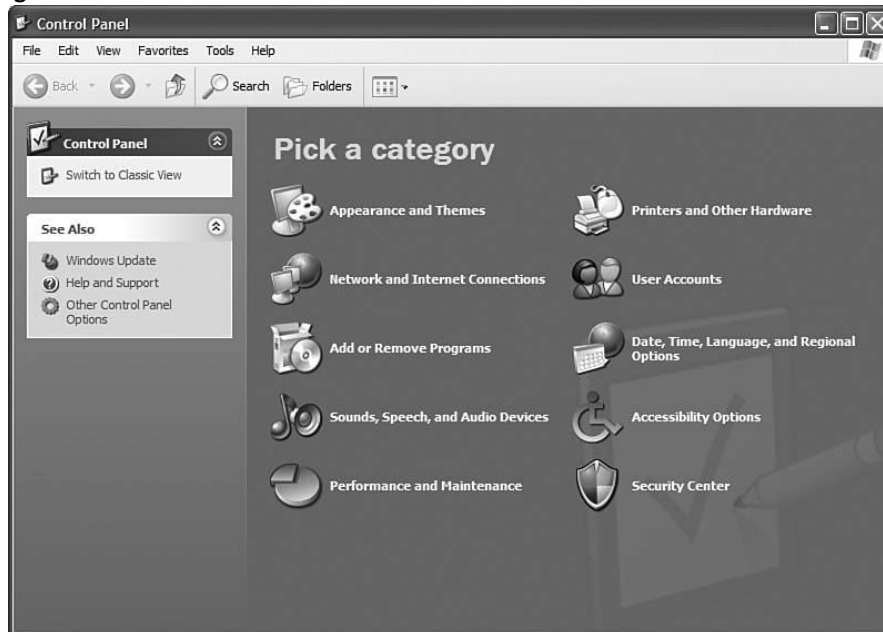 Control Panel
File Edit View Favorites Tools Help
Back Search Folders
Control Panel
Switch to Classic View
See Also
Windows Update
Help and Support
Other Control Panel
Options
Pick a category
Appearance and Themes
Printers and Other Hardware
Network and Internet Connections
User Accounts
Add or Remove Programs
Date, Time, Language, and Regional
Options
Sounds, Speech, and Audio Devices
Accessibility Options
Performance and Maintenance
Security Center